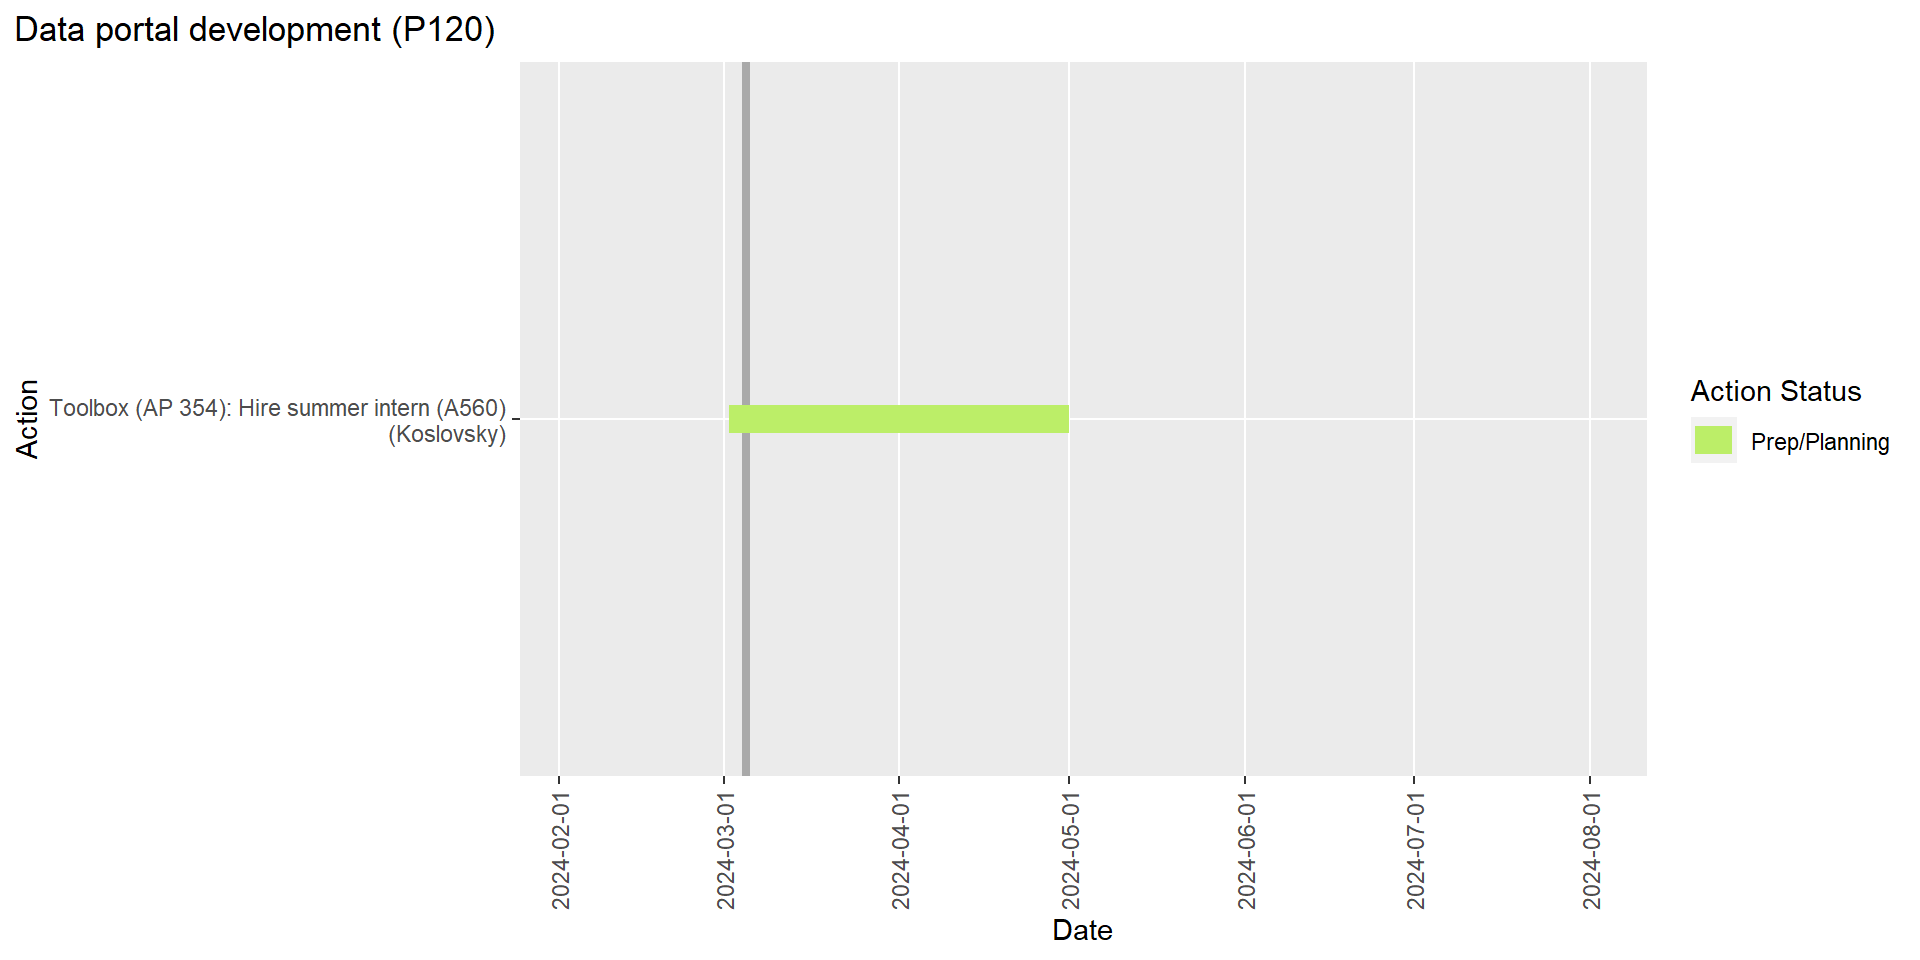 Data portal development (P120)
Action
Toolbox (AP 354): Hire summer intern (A560)
(Koslovsky)
Action Status
Prep/Planning
2024-02-01
2024-03-01
2024-04-01
2024-05-01
2024-06-01
2024-07-01
2024-08-01
Date